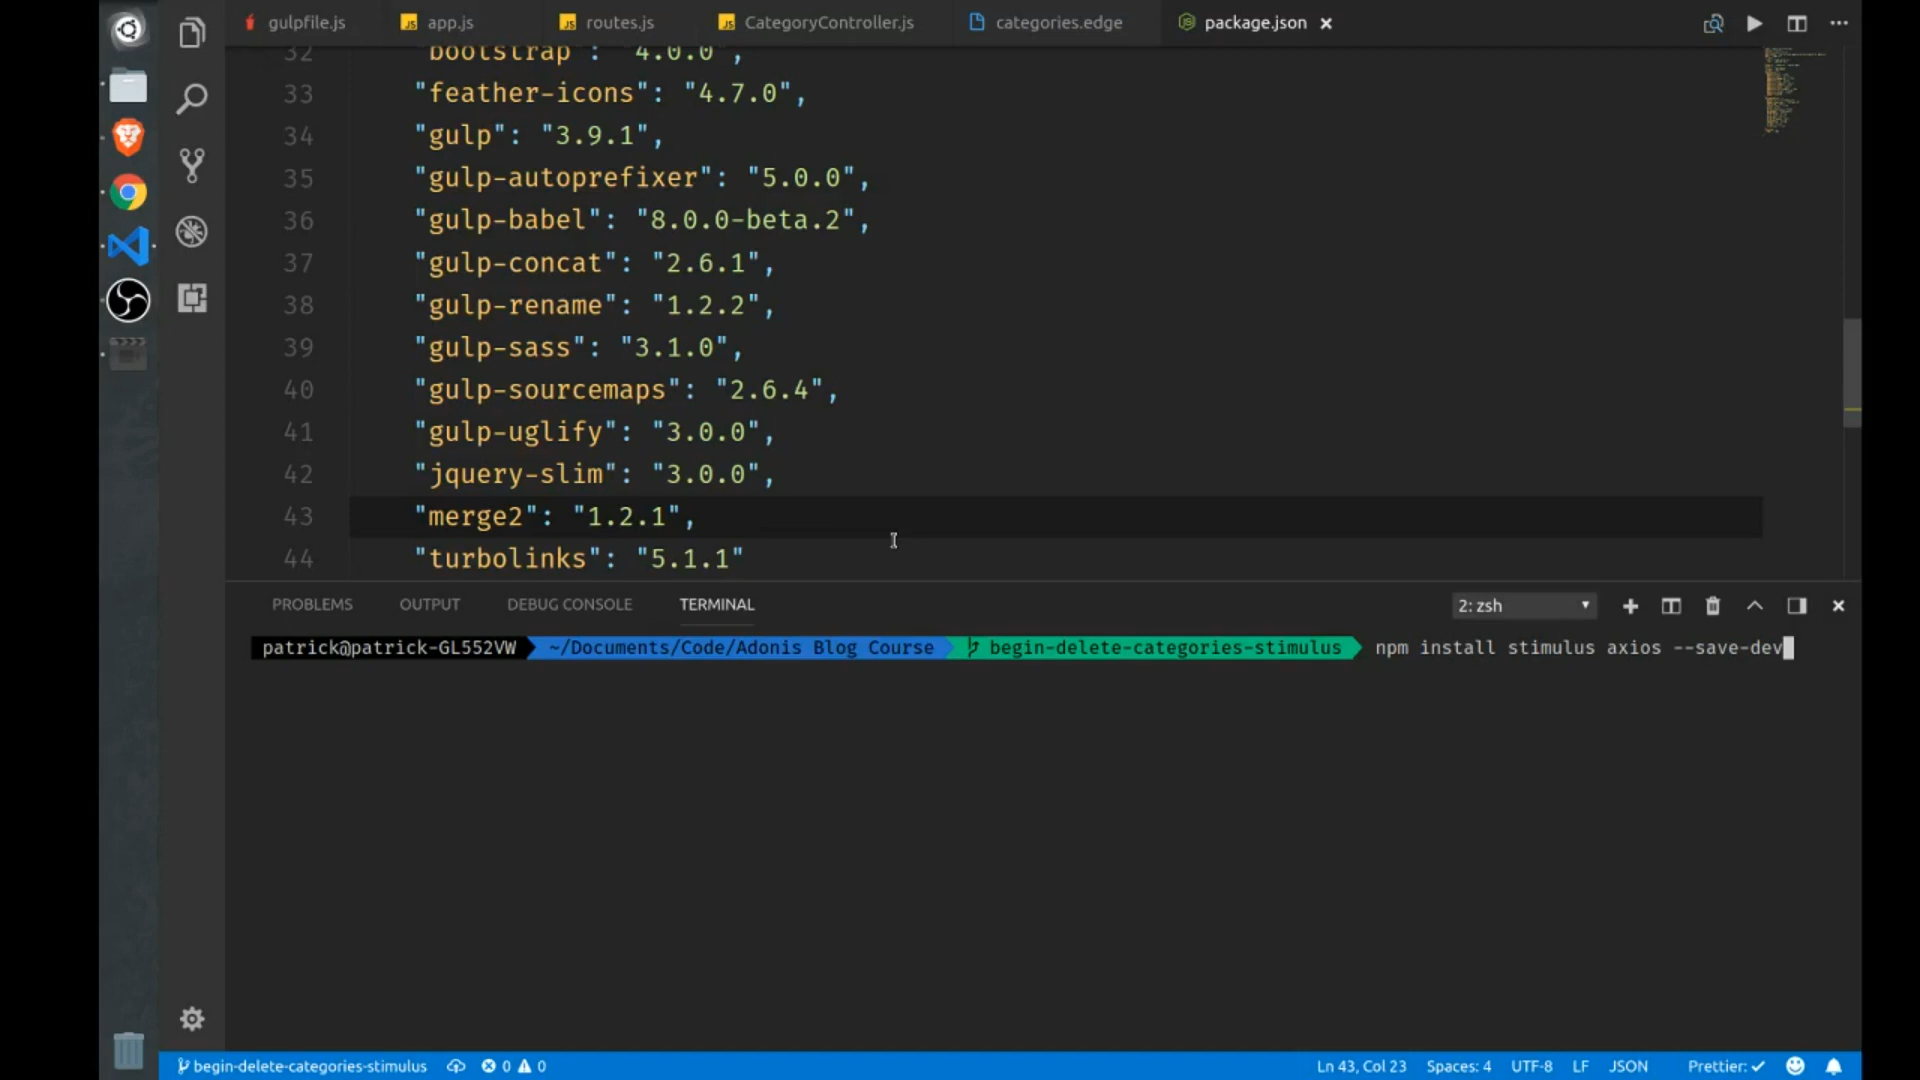 gulpfile.js app.js routes.js CategoryController.js categories.edge package.json
32 "bootstrap": "4.0.0",
33 "feather-icons": "4.7.0",
34 "gulp": "3.9.1",
35 "gulp-autoprefixer": "5.0.0",
36 "gulp-babel": "8.0.0-beta.2",
37 "gulp-concat": "2.6.1",
38 "gulp-rename": "1.2.2",
39 "gulp-sass": "3.1.0",
40 "gulp-sourcemaps": "2.6.4",
41 "gulp-uglify": "3.0.0",
42 "jquery-slim": "3.0.0",
43 "merge2": "1.2.1",
44 "turbolinks": "5.1.1"
PROBLEMS OUTPUT DEBUG CONSOLE TERMINAL 2: zsh
patrick@patrick-GL552VW ~/Documents/Code/Adonis Blog Course begin-delete-categories-stimulus npm install stimulus axios --save-dev
begin-delete-categories-stimulus 0 0 Ln 43, Col 23 Spaces: 4 UTF-8 LF JSON Prettier: ✓